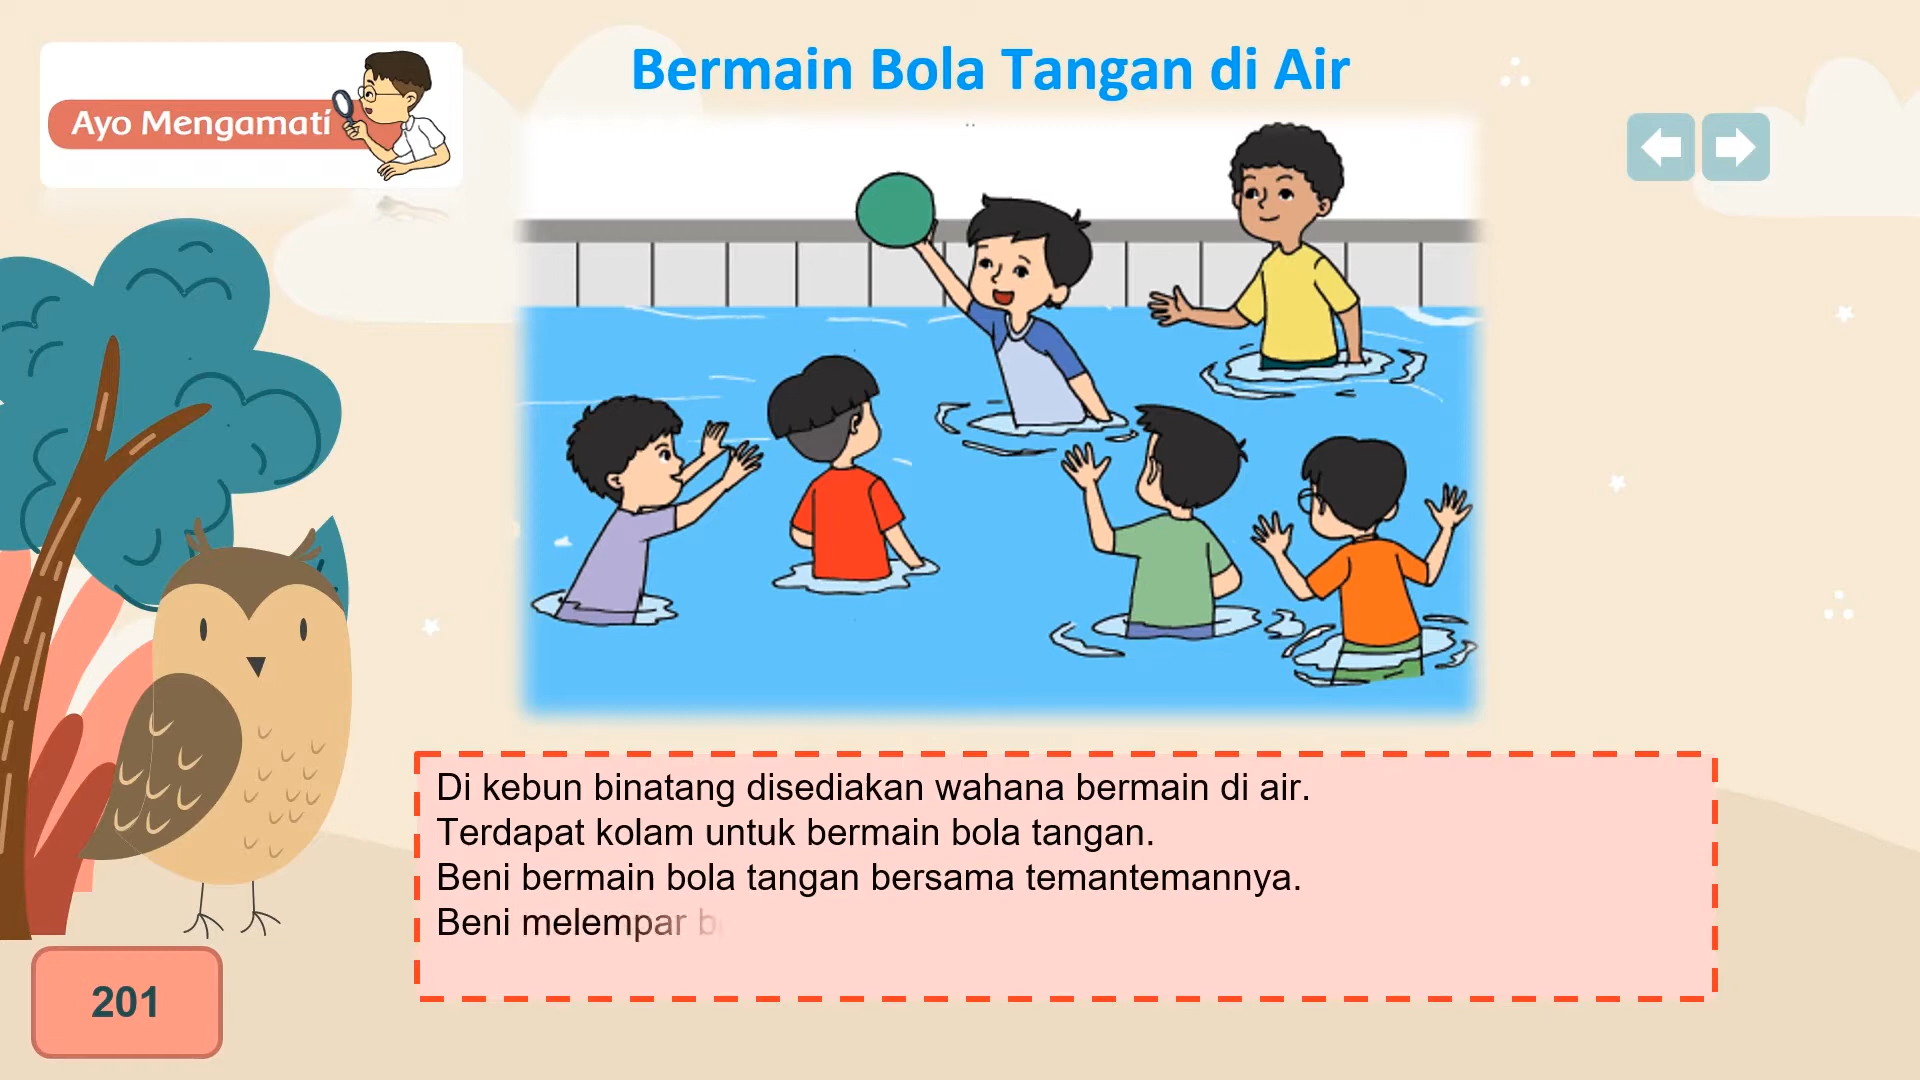 Bermain Bola Tangan di Air
Ayo Mengamati
Di kebun binatang disediakan wahana bermain di air.
Terdapat kolam untuk bermain bola tangan.
Beni bermain bola tangan bersama temantemannya.
Beni melempar
201